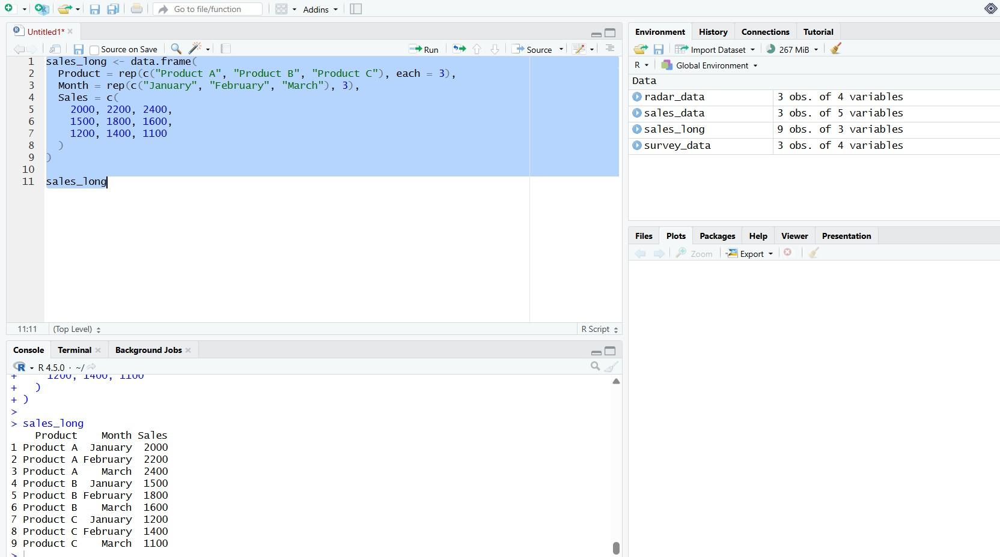 Go to file/function
Addins
Untitled1*
Source on Save
Run
Source
1 sales_long <- data.frame(
2   Product = rep(c("Product A", "Product B", "Product C"), each = 3),
3   Month = rep(c("January", "February", "March"), 3),
4   Sales = c(
5     2000, 2200, 2400,
6     1500, 1800, 1600,
7     1200, 1400, 1100
8   )
9 )
10
11 sales_long
11:11 (Top Level) R Script
Console Terminal Background Jobs
R 4.5.0 · ~/
+     1200, 1400, 1100
+   )
+ )
>
> sales_long
    Product    Month Sales
1 Product A  January  2000
2 Product A February  2200
3 Product A    March  2400
4 Product B  January  1500
5 Product B February  1800
6 Product B    March  1600
7 Product C  January  1200
8 Product C February  1400
9 Product C    March  1100
>
Environment History Connections Tutorial
Import Dataset 267 MiB
R Global Environment
Data
radar_data 3 obs. of 4 variables
sales_data 3 obs. of 5 variables
sales_long 9 obs. of 3 variables
survey_data 3 obs. of 4 variables
Files Plots Packages Help Viewer Presentation
Zoom Export